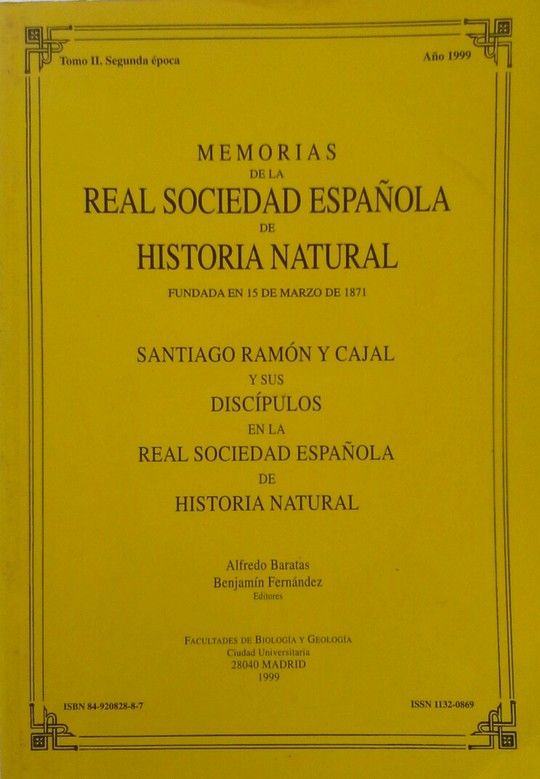 Tomo II. Segunda época
Año 1999
MEMORIAS
DE LA
REAL SOCIEDAD ESPAÑOLA
DE
HISTORIA NATURAL
FUNDADA EN 15 DE MARZO DE 1871
SANTIAGO RAMÓN Y CAJAL
Y SUS
DISCÍPULOS
EN LA
REAL SOCIEDAD ESPAÑOLA
DE
HISTORIA NATURAL
Alfredo Baratas
Benjamín Fernández
Editores
FACULTADES DE BIOLOGÍA Y GEOLOGÍA
Ciudad Universitaria
28040 MADRID
1999
ISBN 84-920828-8-7
ISSN 1132-0869